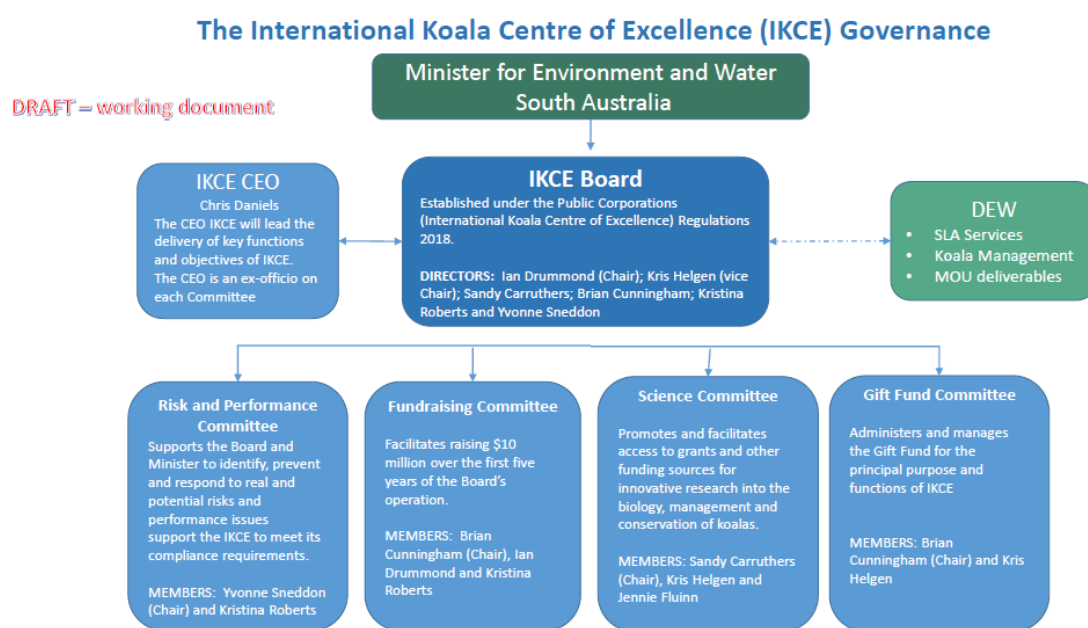 The International Koala Centre of Excellence (IKCE) Governance
DRAFT – working document
Minister for Environment and Water
South Australia
IKCE CEO
Chris Daniels
The CEO IKCE will lead the
delivery of key functions
and objectives of IKCE.
The CEO is an ex-officio on
each Committee
IKCE Board
Established under the Public Corporations
(International Koala Centre of Excellence) Regulations
2018.
DIRECTORS: Ian Drummond (Chair); Kris Helgen (vice
Chair); Sandy Carruthers; Brian Cunningham; Kristina
Roberts and Yvonne Sneddon
DEW
• SLA Services
• Koala Management
• MOU deliverables
Risk and Performance
Committee
Supports the Board and
Minister to identify, prevent
and respond to real and
potential risks and
performance issues
support the IKCE to meet its
compliance requirements.
MEMBERS: Yvonne Sneddon
(Chair) and Kristina Roberts
Fundraising Committee
Facilitates raising $10
million over the first five
years of the Board's
operation.
MEMBERS: Brian
Cunningham (Chair), Ian
Drummond and Kristina
Roberts
Science Committee
Promotes and facilitates
access to grants and other
funding sources for
innovative research into the
biology, management and
conservation of koalas.
MEMBERS: Sandy Carruthers
(Chair), Kris Helgen and
Jennie Fluinn
Gift Fund Committee
Administers and manages
the Gift Fund for the
principal purpose and
functions of IKCE
MEMBERS: Brian
Cunningham (Chair) and Kris
Helgen